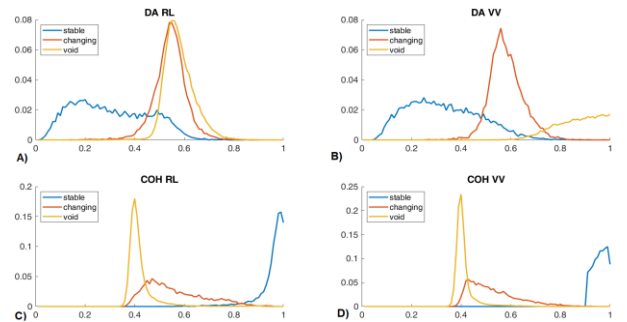 DA RL
0.08
0.06
0.04
0.02
0
stable
changing
void
0 0.2 0.4 0.6 0.8 1
A)
DA VV
0.08
0.06
0.04
0.02
0
stable
changing
void
0 0.2 0.4 0.6 0.8 1
B)
COH RL
0.2
0.15
0.1
0.05
0
stable
changing
void
0 0.2 0.4 0.6 0.8 1
C)
COH VV
0.25
0.2
0.15
0.1
0.05
0
stable
changing
void
0 0.2 0.4 0.6 0.8 1
D)